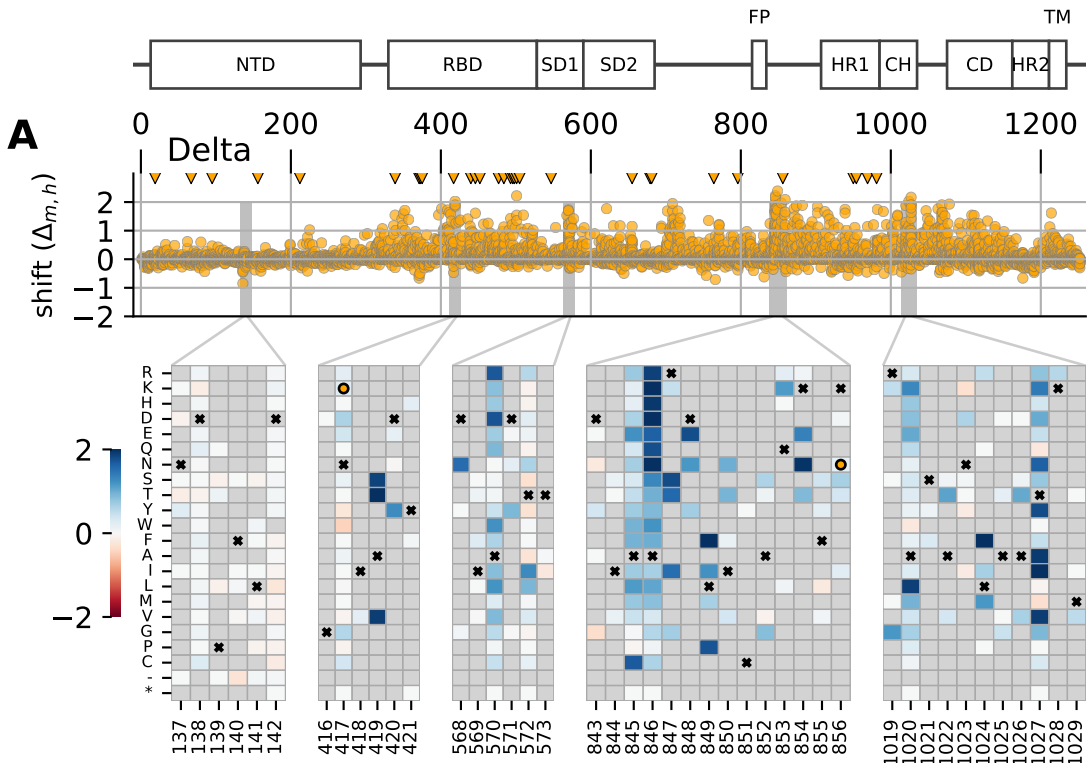 FP TM
NTD RBD SD1 SD2 HR1 CH CD HR2
A
0 200 400 600 800 1000 1200
Delta
shift (Δm, h)
2
1
0
−1
−2
R
K
H
D
E
Q
N
S
T
Y
W
F
A
I
L
M
V
G
P
C
-
*
2
0
−2
137 138 139 140 141 142 416 417 418 419 420 421 568 569 570 571 572 573 843 844 845 846 847 848 849 850 851 852 853 854 855 856 1019 1020 1021 1022 1023 1024 1025 1026 1027 1028 1029